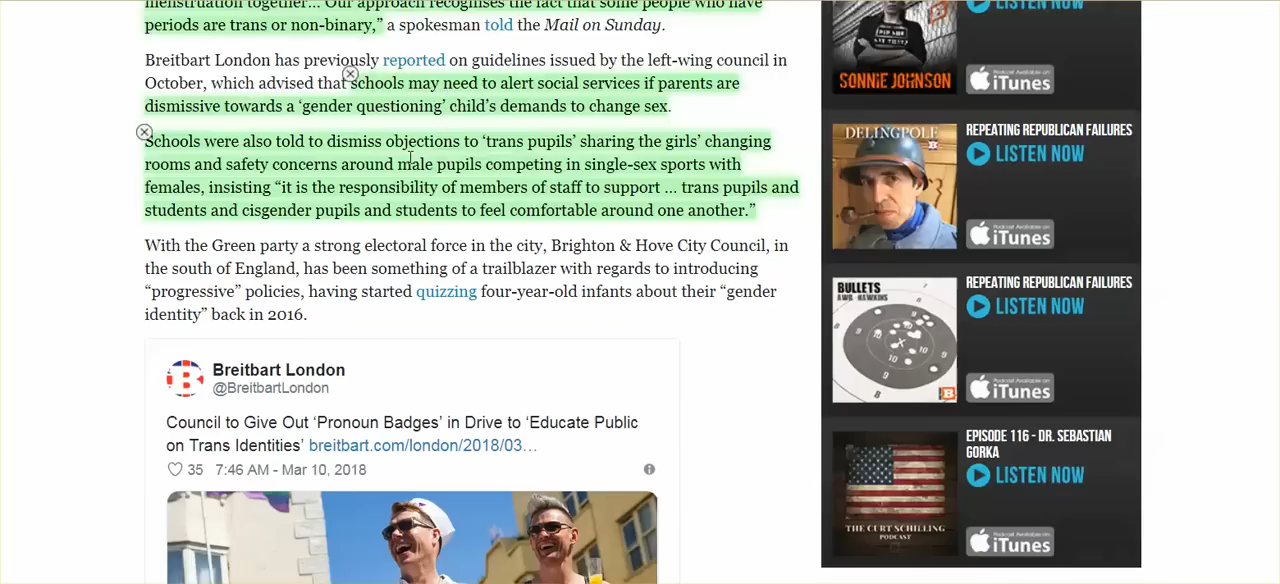 menstruation together... Our approach recognises the fact that some people who have
periods are trans or non-binary,” a spokesman told the Mail on Sunday.
Breitbart London has previously reported on guidelines issued by the left-wing council in
October, which advised that schools may need to alert social services if parents are
dismissive towards a ‘gender questioning’ child’s demands to change sex.
Schools were also told to dismiss objections to ‘trans pupils’ sharing the girls’ changing
rooms and safety concerns around male pupils competing in single-sex sports with
females, insisting “it is the responsibility of members of staff to support ... trans pupils and
students and cisgender pupils and students to feel comfortable around one another.”
With the Green party a strong electoral force in the city, Brighton & Hove City Council, in
the south of England, has been something of a trailblazer with regards to introducing
“progressive” policies, having started quizzing four-year-old infants about their “gender
identity” back in 2016.
Breitbart London
@BreitbartLondon
Council to Give Out ‘Pronoun Badges’ in Drive to ‘Educate Public
on Trans Identities’ breitbart.com/london/2018/03…
35 7:46 AM - Mar 10, 2018
LISTEN NOW
SONNIE JOHNSON
iTunes
DELINGPOLE
REPEATING REPUBLICAN FAILURES
LISTEN NOW
iTunes
BULLETS
AWR HAWKINS
REPEATING REPUBLICAN FAILURES
LISTEN NOW
iTunes
EPISODE 116 - DR. SEBASTIAN
GORKA
LISTEN NOW
THE CURT SCHILLING
PODCAST
iTunes